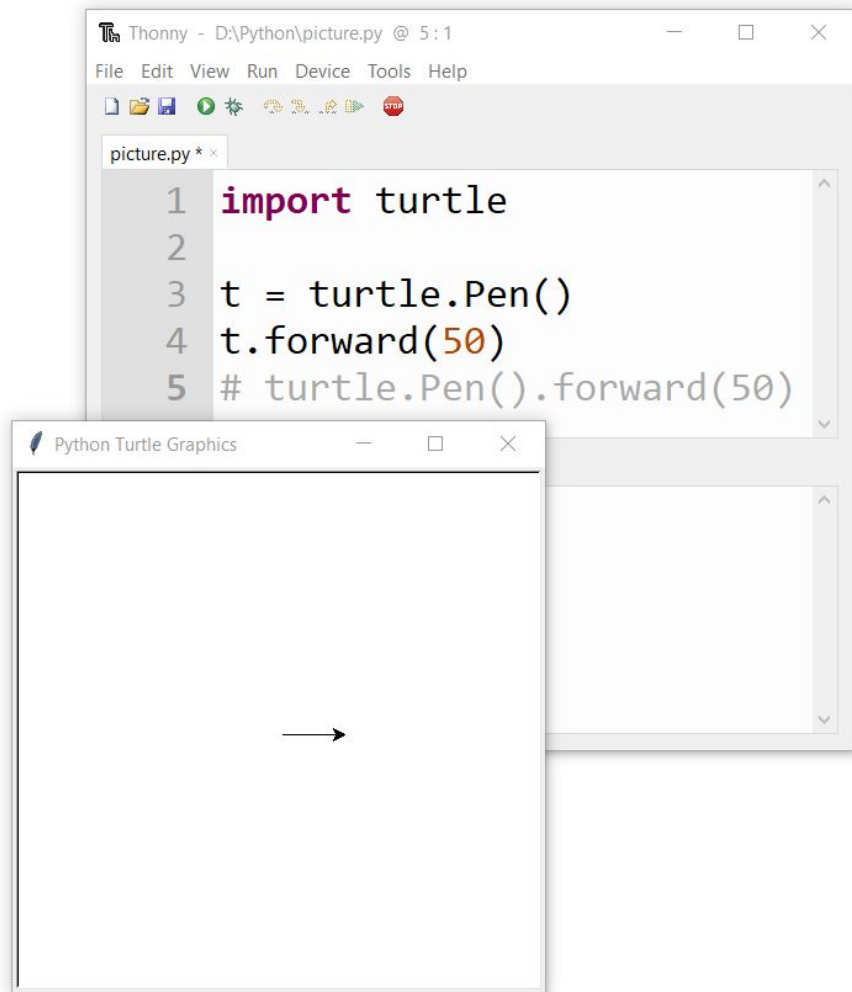 Thonny - D:\Python\picture.py @ 5 : 1
File Edit View Run Device Tools Help
STOP
picture.py * ×
1 import turtle
2
3 t = turtle.Pen()
4 t.forward(50)
5 # turtle.Pen().forward(50)
Python Turtle Graphics